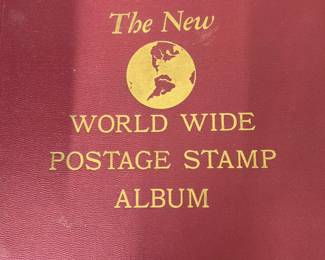 The New
WORLD WIDE
POSTAGE STAMP
ALBUM